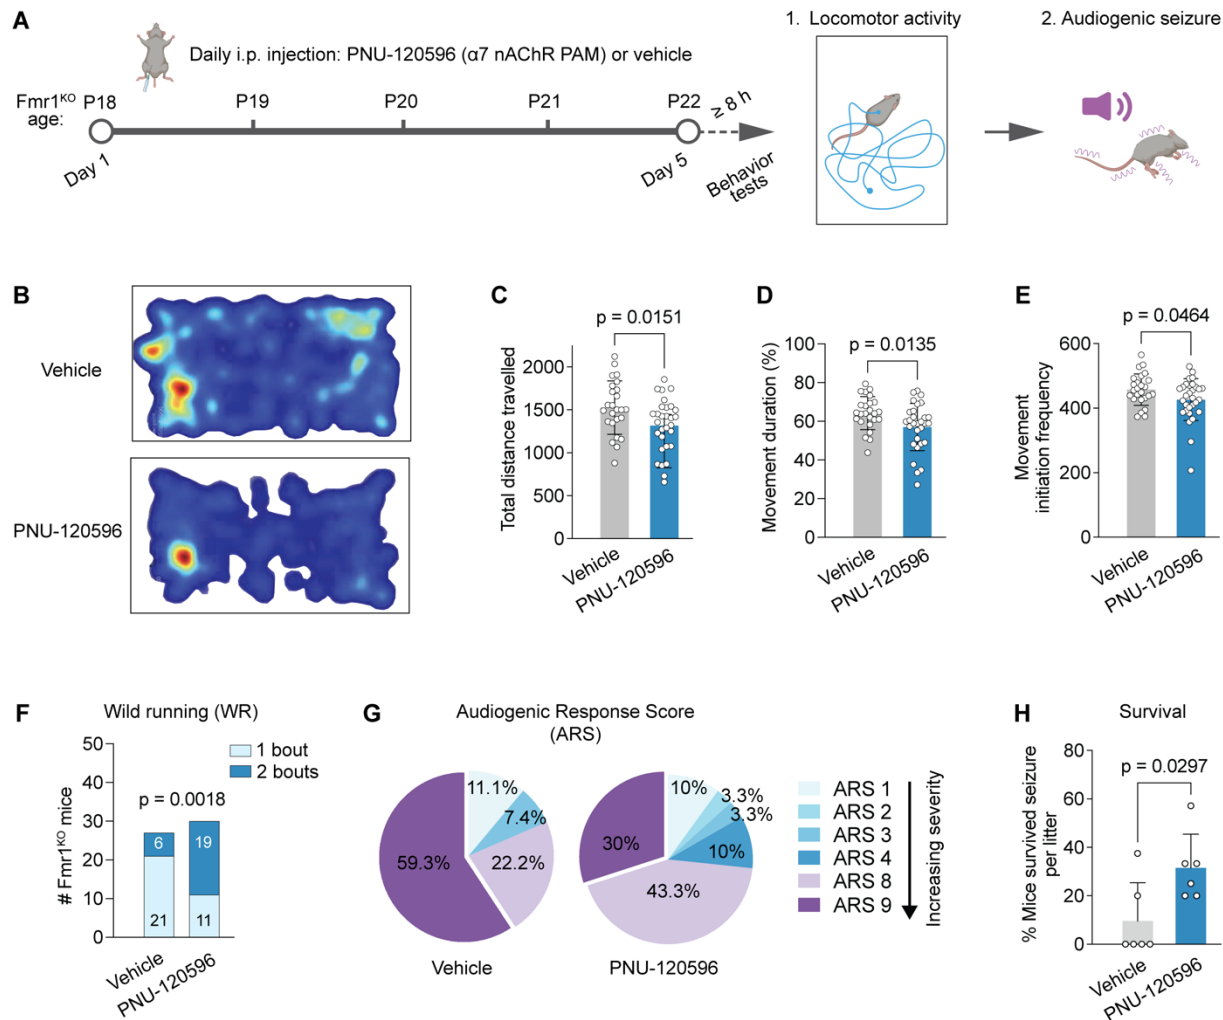 A
Daily i.p. injection: PNU-120596 (α7 nAChR PAM) or vehicle
Fmr1ᴷᴼ age:
P18
P19
P20
P21
P22
≥ 8 h
Day 1
Day 5
Behavior
tests
1. Locomotor activity
2. Audiogenic seizure
B
Vehicle
PNU-120596
C
p = 0.0151
Total distance travelled
2000
1500
1000
500
0
Vehicle
PNU-120596
D
p = 0.0135
Movement duration (%)
100
80
60
40
20
0
Vehicle
PNU-120596
E
p = 0.0464
Movement
initiation frequency
600
400
200
0
Vehicle
PNU-120596
F
Wild running (WR)
1 bout
2 bouts
p = 0.0018
# Fmr1ᴷᴼ mice
50
40
30
20
10
0
6
19
21
11
Vehicle
PNU-120596
G
Audiogenic Response Score
(ARS)
11.1%
7.4%
22.2%
59.3%
Vehicle
10%
3.3%
3.3%
10%
43.3%
30%
PNU-120596
ARS 1
ARS 2
ARS 3
ARS 4
ARS 8
ARS 9
Increasing severity
H
Survival
p = 0.0297
% Mice survived seizure
per litter
80
60
40
20
0
Vehicle
PNU-120596